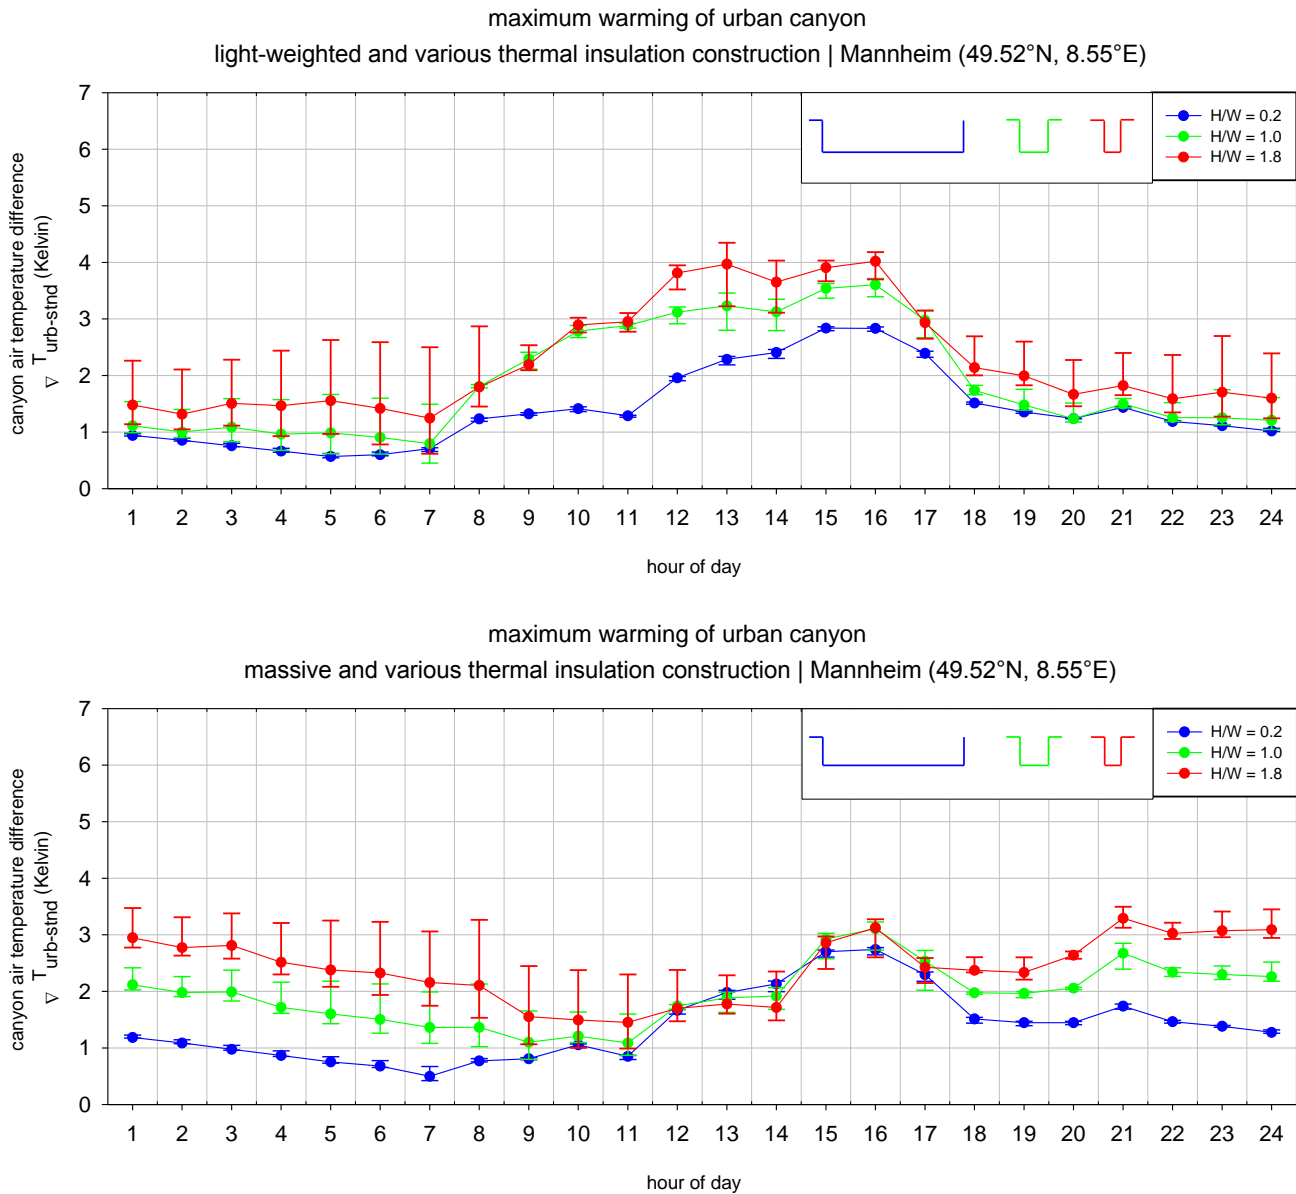 maximum warming of urban canyon
light-weighted and various thermal insulation construction | Mannheim (49.52°N, 8.55°E)
canyon air temperature difference
∇ T urb-stnd (Kelvin)
7
6
5
4
3
2
1
0
H/W = 0.2
H/W = 1.0
H/W = 1.8
1 2 3 4 5 6 7 8 9 10 11 12 13 14 15 16 17 18 19 20 21 22 23 24
hour of day
maximum warming of urban canyon
massive and various thermal insulation construction | Mannheim (49.52°N, 8.55°E)
canyon air temperature difference
∇ T urb-stnd (Kelvin)
7
6
5
4
3
2
1
0
H/W = 0.2
H/W = 1.0
H/W = 1.8
1 2 3 4 5 6 7 8 9 10 11 12 13 14 15 16 17 18 19 20 21 22 23 24
hour of day